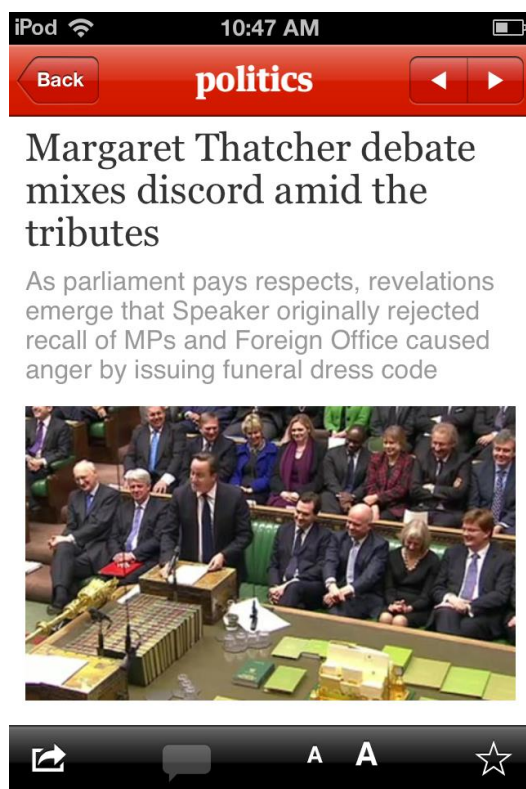 iPod 10:47 AM
Back politics
Margaret Thatcher debate
mixes discord amid the
tributes
As parliament pays respects, revelations
emerge that Speaker originally rejected
recall of MPs and Foreign Office caused
anger by issuing funeral dress code
A A